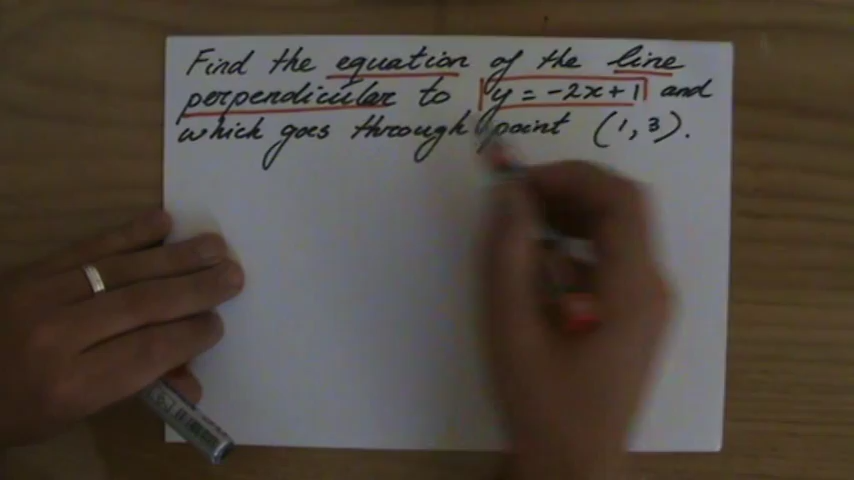 Find the equation of the line
perpendicular to y = -2x+1 and
which goes through point (1, 3).